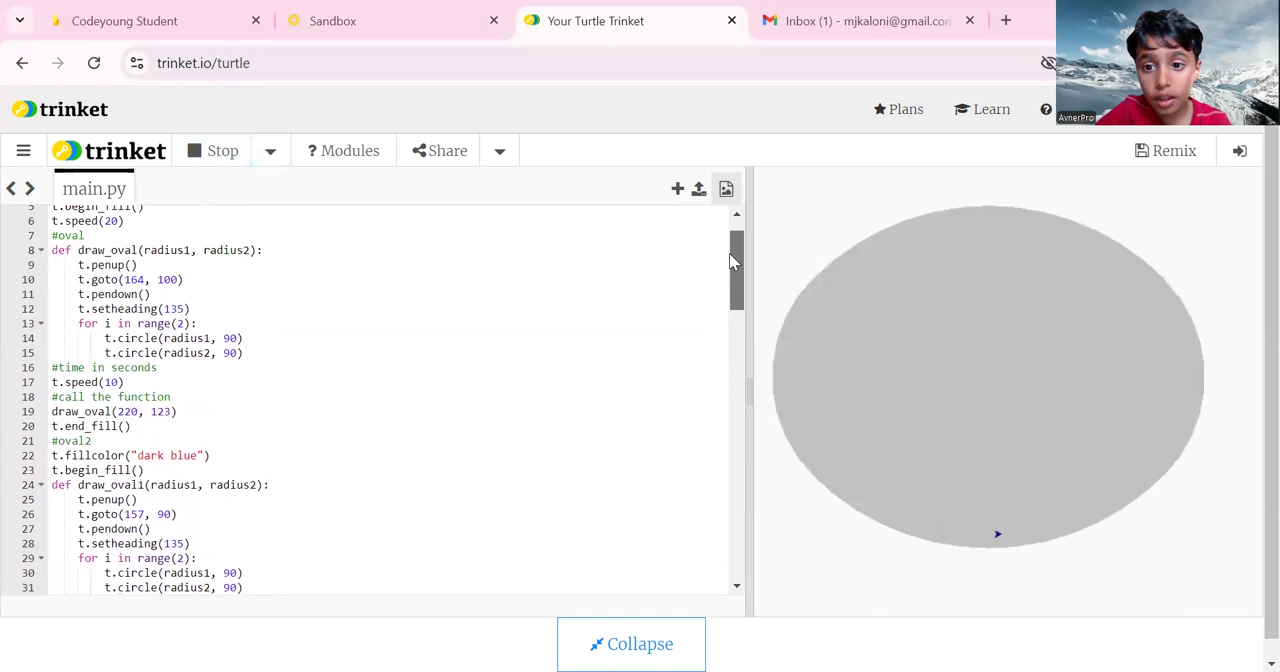 Codeyoung Student
Sandbox
Your Turtle Trinket
Inbox (1) - mjkaloni@gmail.con
trinket.io/turtle
AvnerPro
trinket
Plans
Learn
trinket
Stop
? Modules
Share
Remix
main.py
5 t.begin_fill()
6 t.speed(20)
7 #oval
8 def draw_oval(radius1, radius2):
9 t.penup()
10 t.goto(164, 100)
11 t.pendown()
12 t.setheading(135)
13 for i in range(2):
14 t.circle(radius1, 90)
15 t.circle(radius2, 90)
16 #time in seconds
17 t.speed(10)
18 #call the function
19 draw_oval(220, 123)
20 t.end_fill()
21 #oval2
22 t.fillcolor("dark blue")
23 t.begin_fill()
24 def draw_oval1(radius1, radius2):
25 t.penup()
26 t.goto(157, 90)
27 t.pendown()
28 t.setheading(135)
29 for i in range(2):
30 t.circle(radius1, 90)
31 t.circle(radius2, 90)
Collapse